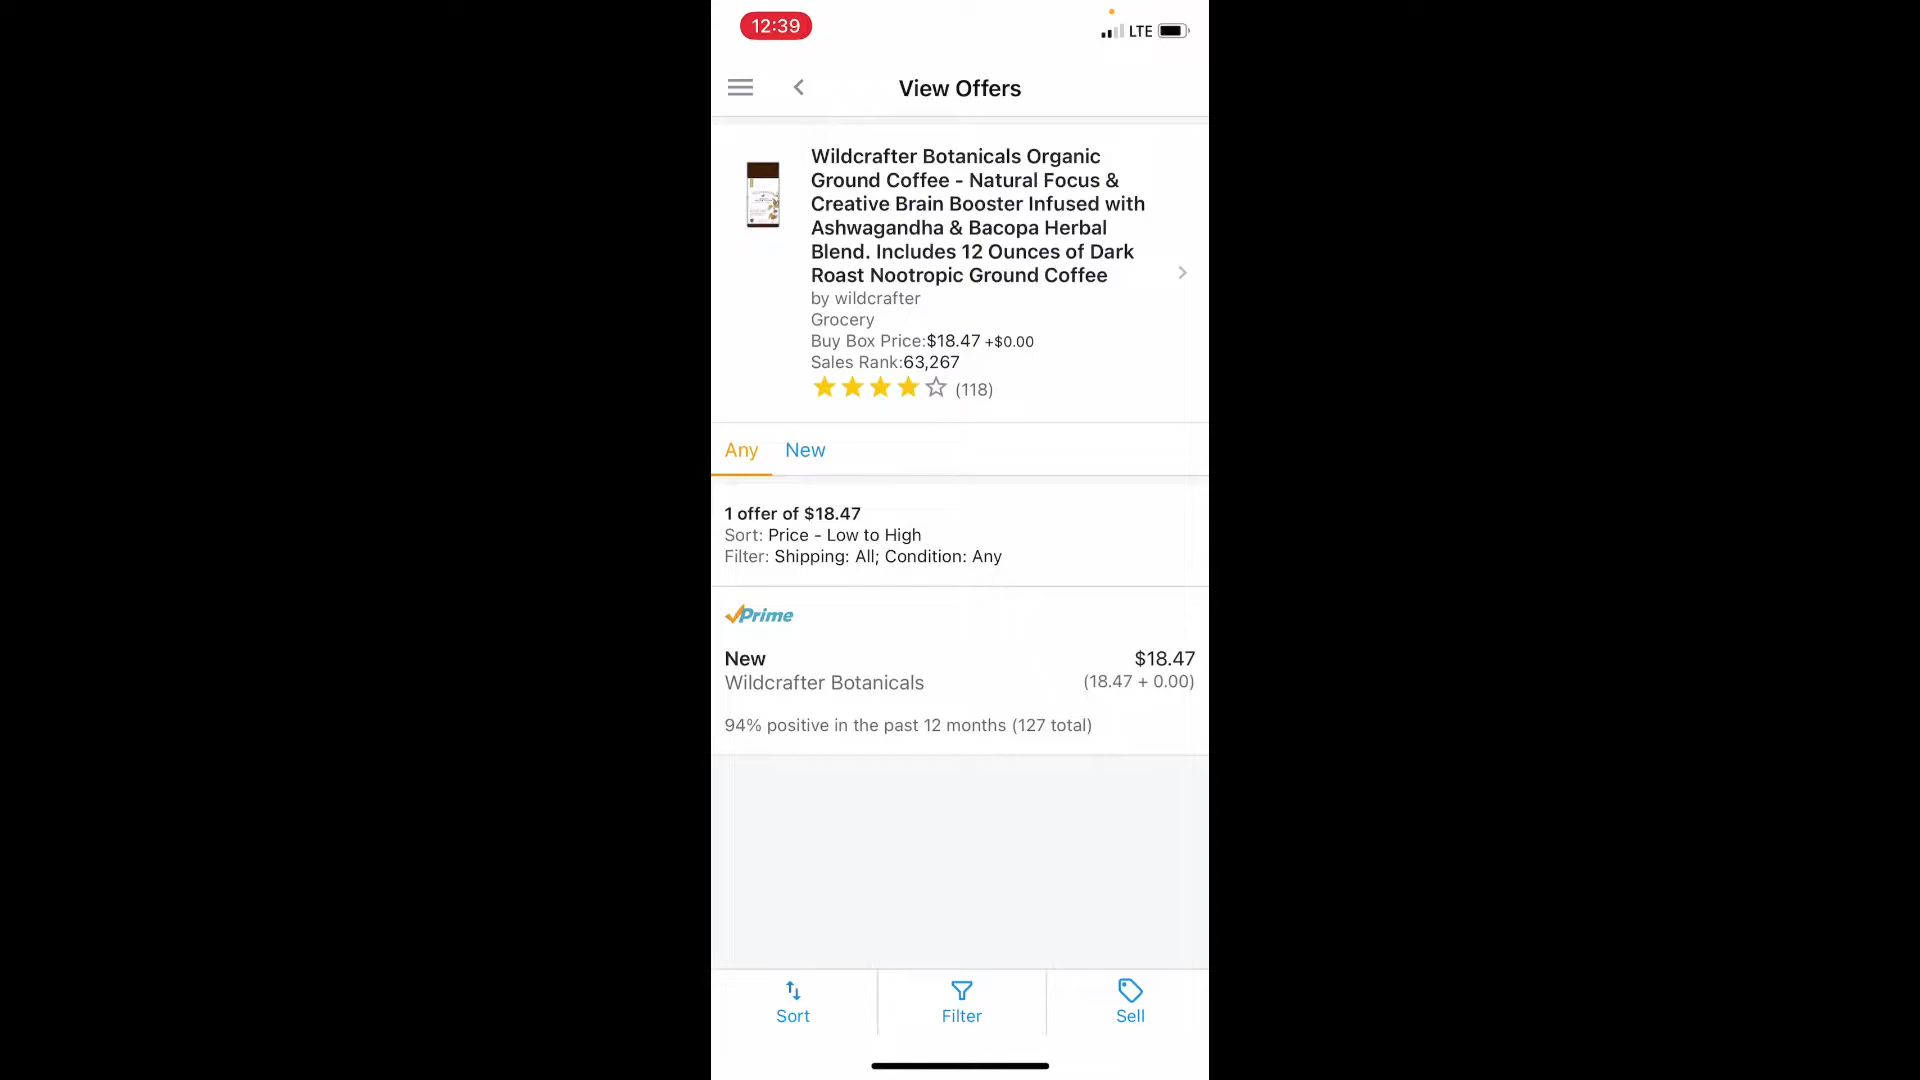 12:39
LTE
View Offers
Wildcrafter Botanicals Organic
Ground Coffee - Natural Focus &
Creative Brain Booster Infused with
Ashwagandha & Bacopa Herbal
Blend. Includes 12 Ounces of Dark
Roast Nootropic Ground Coffee
by wildcrafter
Grocery
Buy Box Price:$18.47 +$0.00
Sales Rank:63,267
(118)
Any New
1 offer of $18.47
Sort: Price - Low to High
Filter: Shipping: All; Condition: Any
Prime
New $18.47
Wildcrafter Botanicals (18.47 + 0.00)
94% positive in the past 12 months (127 total)
Sort Filter Sell